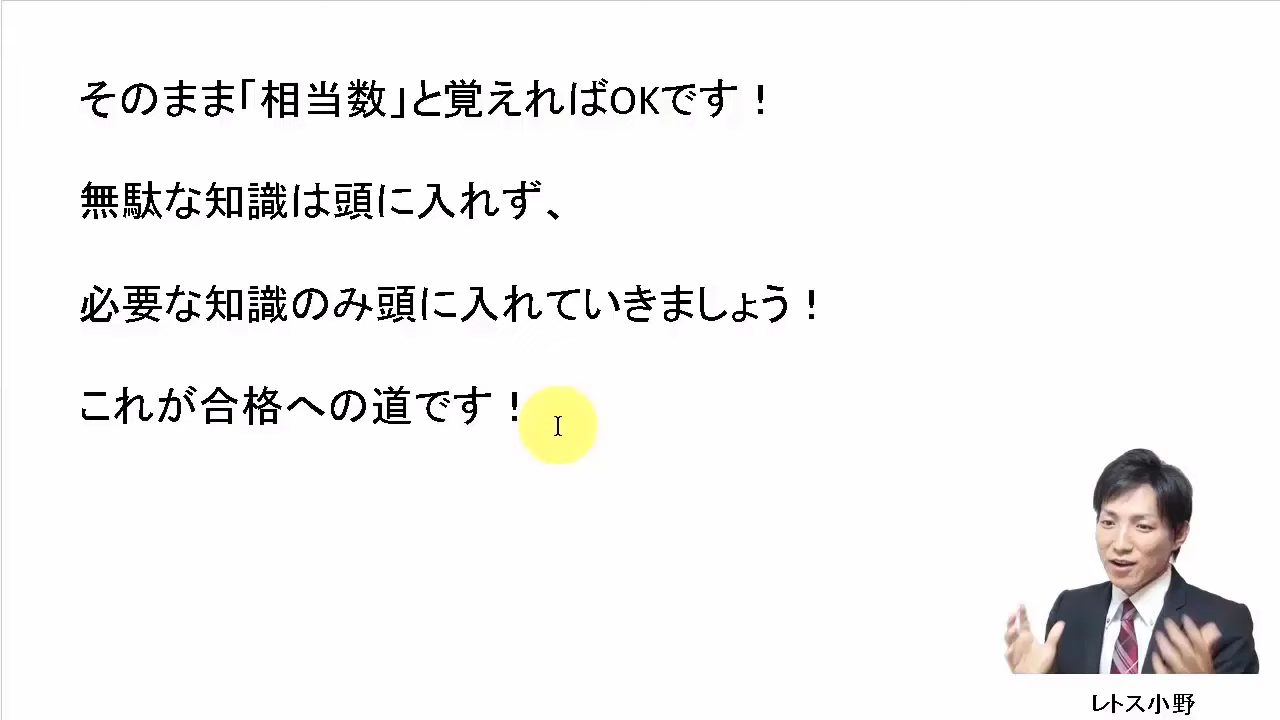 そのまま「相当数」と覚えればOKです！
無駄な知識は頭に入れず、
必要な知識のみ頭に入れていきましょう！
これが合格への道です！
レトス小野